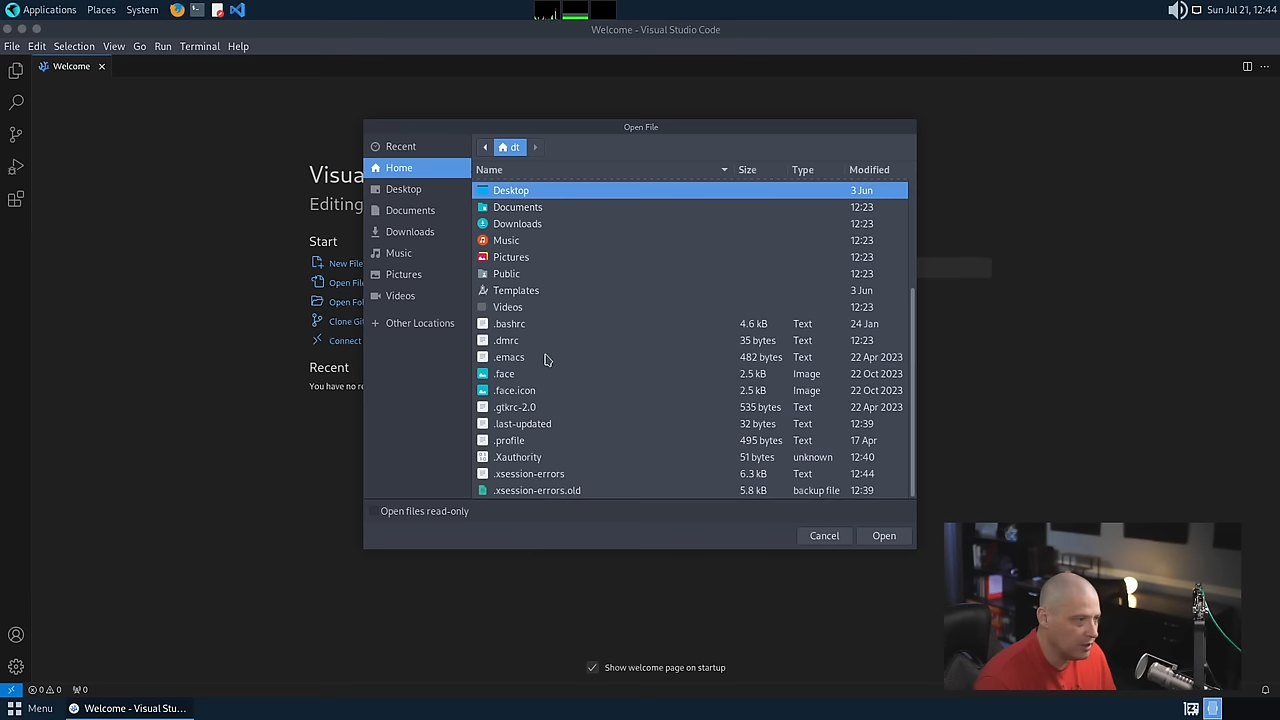 Applications Places System Sun Jul 21, 12:44
Welcome - Visual Studio Code
File Edit Selection View Go Run Terminal Help
Welcome
Open File
Recent
Home
Desktop
Documents
Downloads
Music
Pictures
Videos
Other Locations
dt
Name Size Type Modified
Desktop 3 Jun
Documents 12:23
Downloads 12:23
Music 12:23
Pictures 12:23
Public 12:23
Templates 3 Jun
Videos 12:23
.bashrc 4.6 kB Text 24 Jan
.dmrc 35 bytes Text 12:23
.emacs 482 bytes Text 22 Apr 2023
.face 2.5 kB Image 22 Oct 2023
.face.icon 2.5 kB Image 22 Oct 2023
.gtkrc-2.0 535 bytes Text 22 Apr 2023
.last-updated 32 bytes Text 12:39
.profile 495 bytes Text 17 Apr
.Xauthority 51 bytes unknown 12:40
.xsession-errors 6.3 kB Text 12:44
.xsession-errors.old 5.8 kB backup file 12:39
Open files read-only
Cancel Open
Visua
Editing
Start
New File
Open File
Open Fol
Clone Git
Connect
Recent
You have no re
Show welcome page on startup
0 0 0
Menu Welcome - Visual Stu...